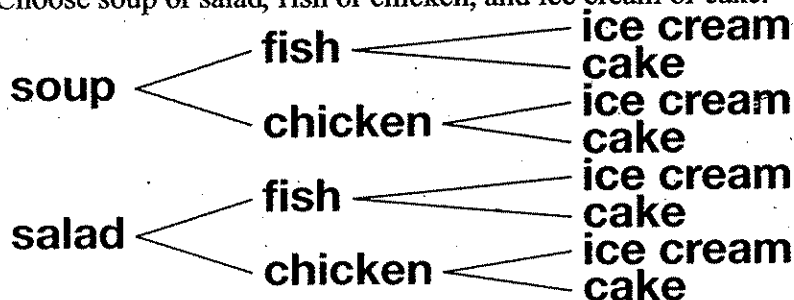 Choose soup or salad, fish or chicken, and ice cream or cake.
fish
ice cream
cake
soup
chicken
ice cream
cake
fish
ice cream
cake
salad
chicken
ice cream
cake